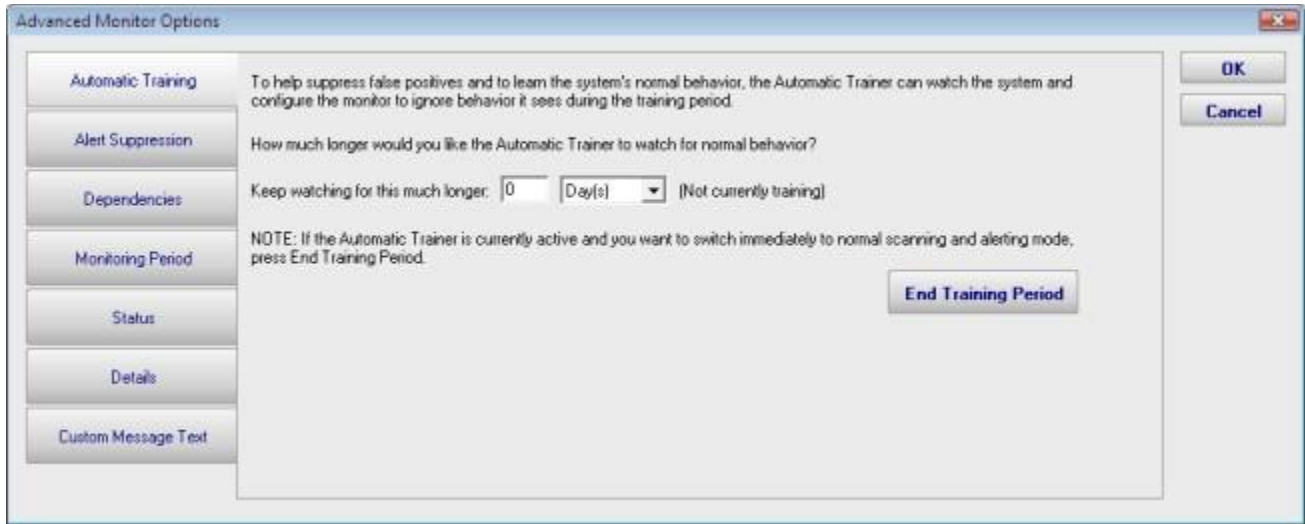 Advanced Monitor Options
Automatic Training
Alert Suppression
Dependencies
Monitoring Period
Status
Details
Custom Message Text
To help suppress false positives and to learn the system's normal behavior, the Automatic Trainer can watch the system and
configure the monitor to ignore behavior it sees during the training period.
How much longer would you like the Automatic Trainer to watch for normal behavior?
Keep watching for this much longer: 0 Day(s) (Not currently training)
NOTE: If the Automatic Trainer is currently active and you want to switch immediately to normal scanning and alerting mode,
press End Training Period.
End Training Period
OK
Cancel